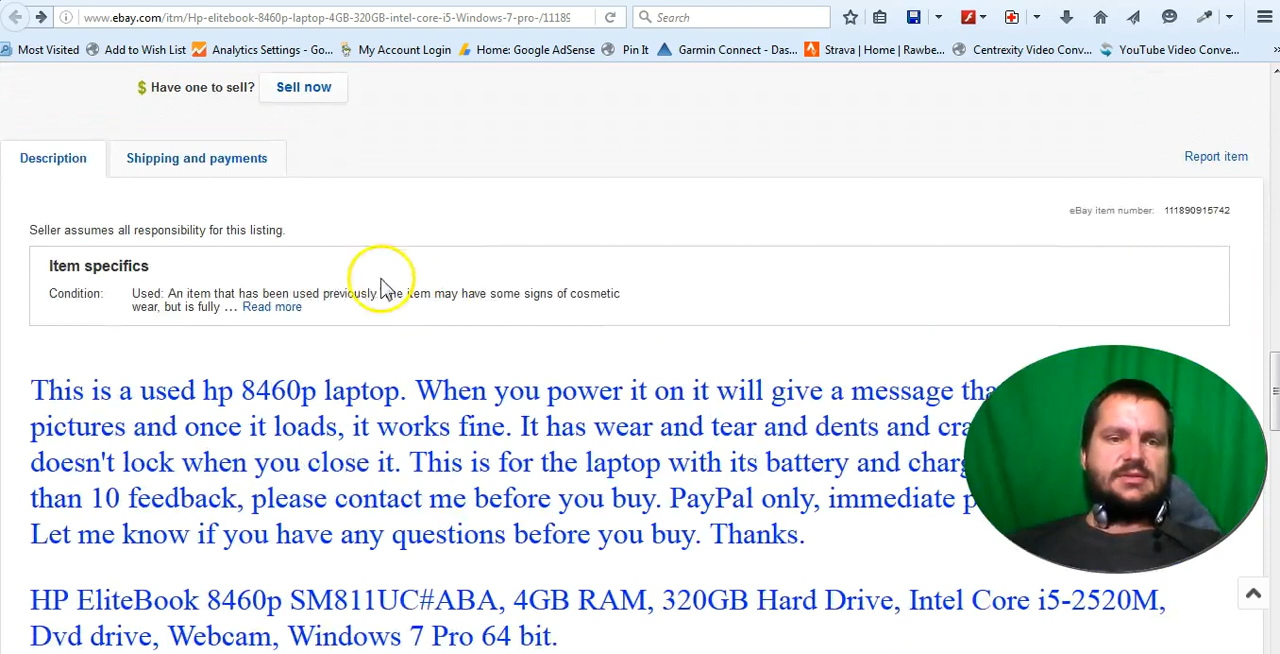 www.ebay.com/itm/Hp-elitebook-8460p-laptop-4GB-320GB-intel-core-i5-Windows-7-pro-/11189
Search
Most Visited Add to Wish List Analytics Settings - Go... My Account Login Home: Google AdSense Pin It Garmin Connect - Das... Strava | Home | Rawbe... Centrexity Video Conv... YouTube Video Conve...
$ Have one to sell? Sell now
Description Shipping and payments Report item
eBay item number: 111890915742
Seller assumes all responsibility for this listing.
Item specifics
Condition: Used: An item that has been used previously. item may have some signs of cosmetic
wear, but is fully ... Read more
This is a used hp 8460p laptop. When you power it on it will give a message
pictures and once it loads, it works fine. It has wear and tear and dents and
doesn't lock when you close it. This is for the laptop with its battery and
than 10 feedback, please contact me before you buy. PayPal only, immediate
Let me know if you have any questions before you buy. Thanks.
HP EliteBook 8460p SM811UC#ABA, 4GB RAM, 320GB Hard Drive, Intel Core i5-2520M,
Dvd drive, Webcam, Windows 7 Pro 64 bit.